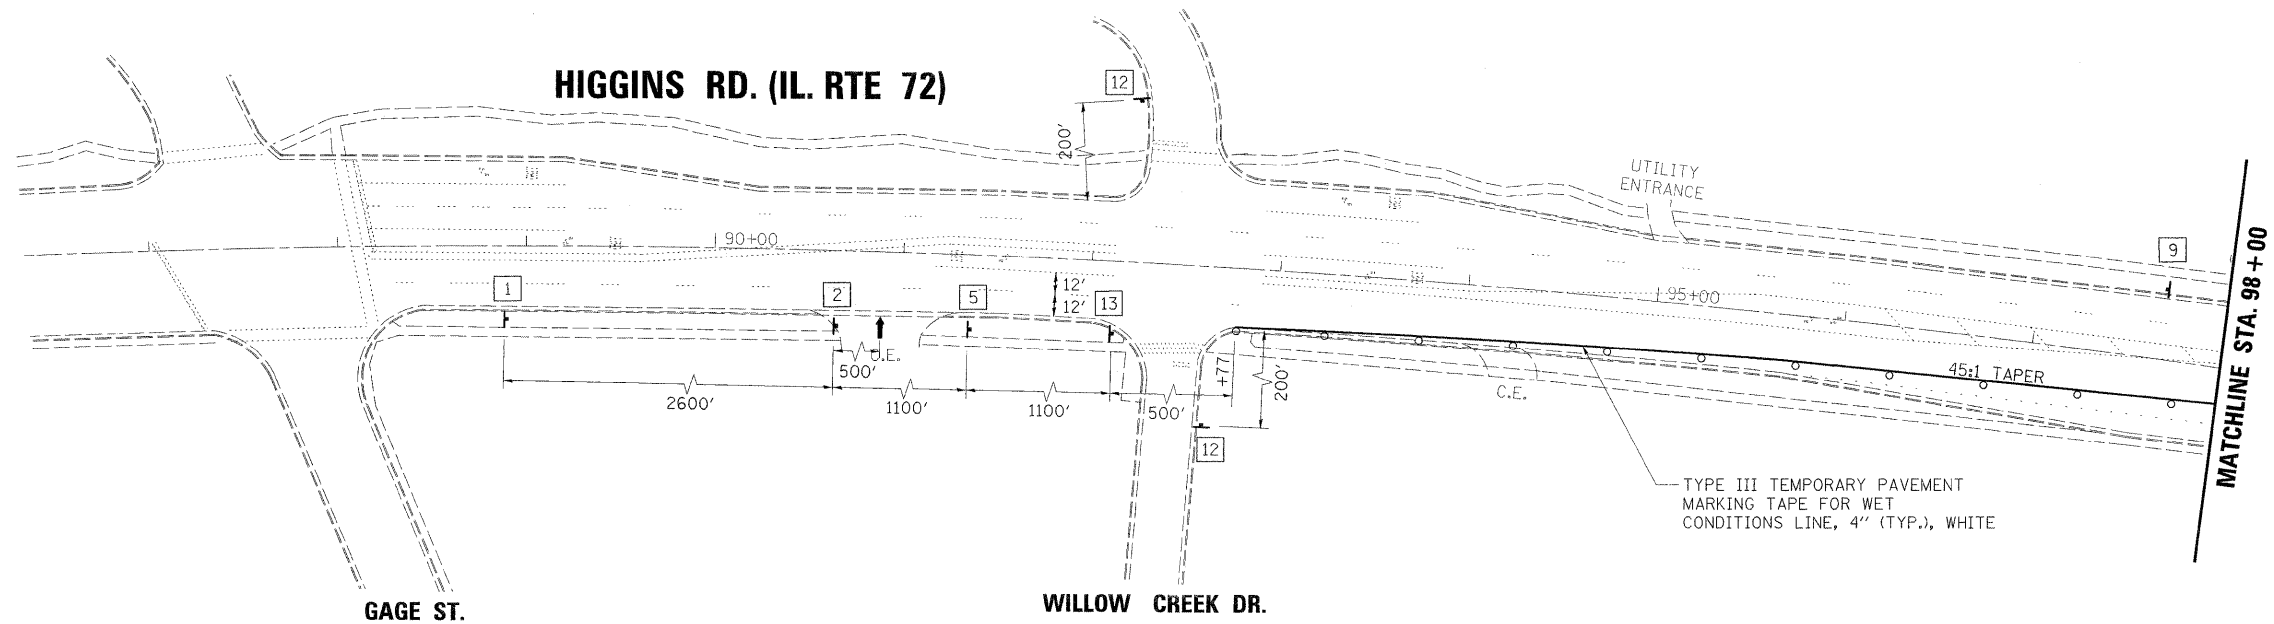 HIGGINS RD. (IL. RTE 72)
12
200'
UTILITY
ENTRANCE
9
MATCHLINE STA. 98+00
90+00
1
2
5
13
12'
12'
95+00
500'
2600'
1100'
1100'
500'
+77
200'
12
C.E.
45:1 TAPER
TYPE III TEMPORARY PAVEMENT
MARKING TAPE FOR WET
CONDITIONS LINE, 4" (TYP.), WHITE
GAGE ST.
WILLOW CREEK DR.